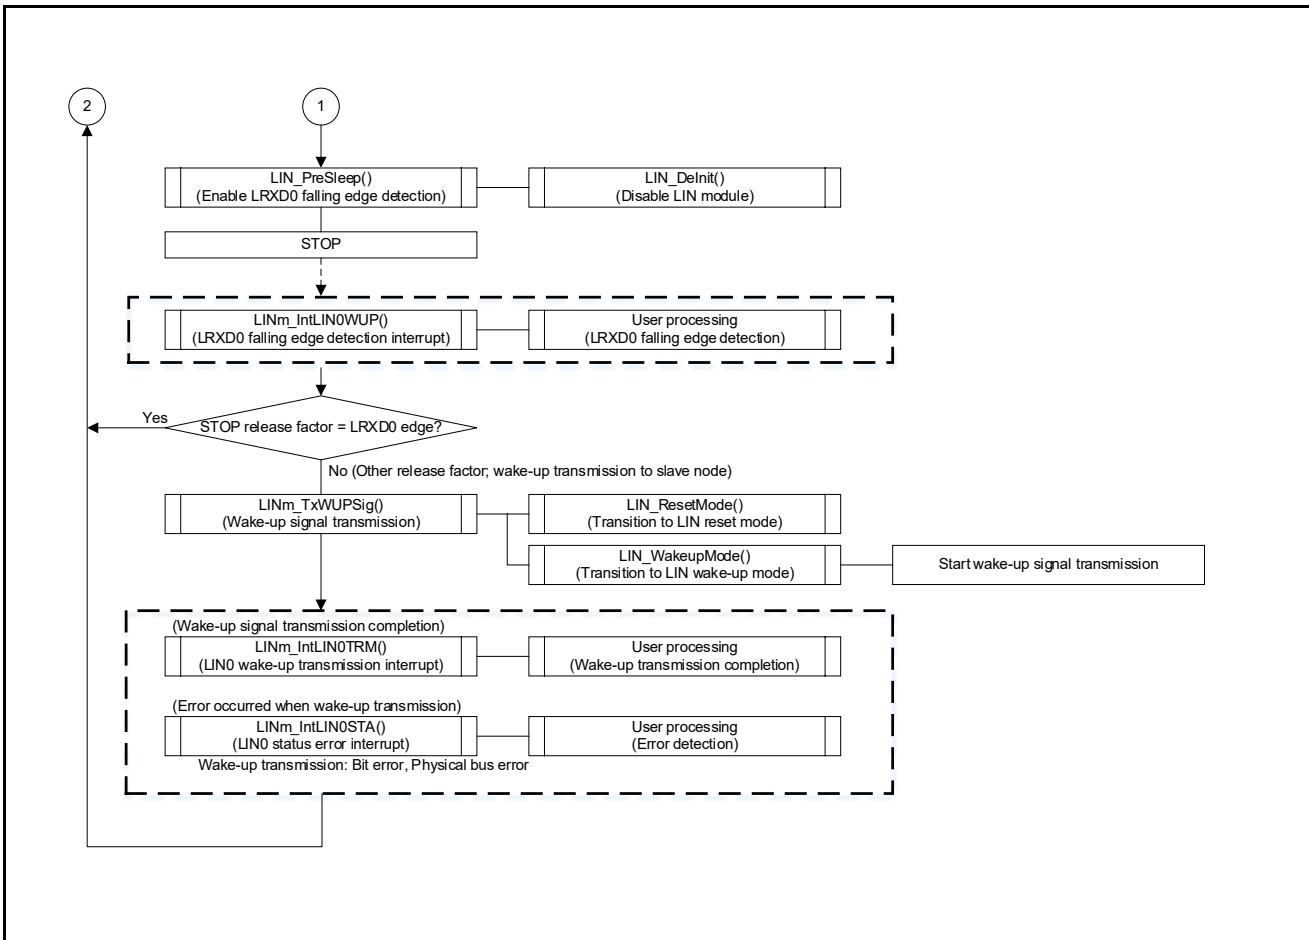 2
1
LIN_PreSleep()
(Enable LRXD0 falling edge detection)
LIN_DeInit()
(Disable LIN module)
STOP
LINm_IntLIN0WUP()
(LRXD0 falling edge detection interrupt)
User processing
(LRXD0 falling edge detection)
Yes
STOP release factor = LRXD0 edge?
No (Other release factor; wake-up transmission to slave node)
LINm_TxWUPSig()
(Wake-up signal transmission)
LIN_ResetMode()
(Transition to LIN reset mode)
LIN_WakeupMode()
(Transition to LIN wake-up mode)
Start wake-up signal transmission
(Wake-up signal transmission completion)
LINm_IntLIN0TRM()
(LIN0 wake-up transmission interrupt)
User processing
(Wake-up transmission completion)
(Error occurred when wake-up transmission)
LINm_IntLIN0STA()
(LIN0 status error interrupt)
User processing
(Error detection)
Wake-up transmission: Bit error, Physical bus error